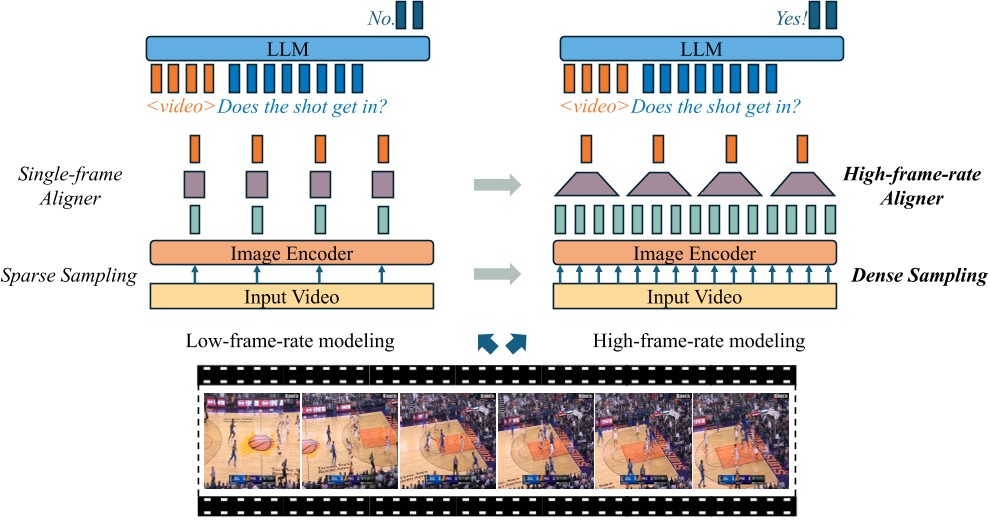 No.
LLM
<video> Does the shot get in?
Single-frame
Aligner
Image Encoder
Sparse Sampling
Input Video
Low-frame-rate modeling
Yes!
LLM
<video> Does the shot get in?
High-frame-rate
Aligner
Image Encoder
Dense Sampling
Input Video
High-frame-rate modeling